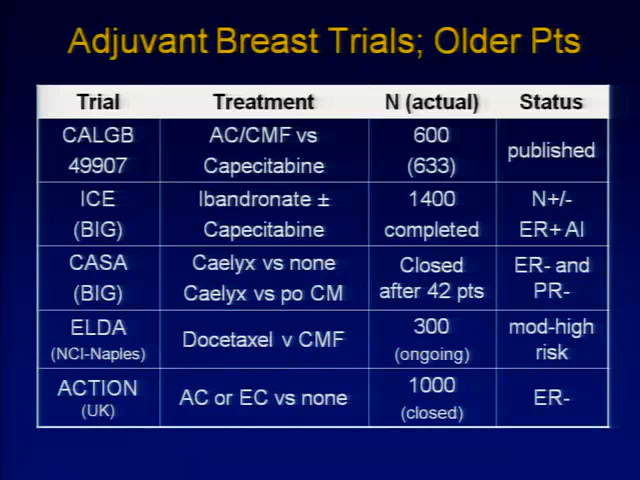 Adjuvant Breast Trials; Older Pts
Trial Treatment N (actual) Status
CALGB 49907 AC/CMF vs Capecitabine 600 (633) published
ICE (BIG) Ibandronate ± Capecitabine 1400 completed N+/- ER+ AI
CASA (BIG) Caelyx vs none Caelyx vs po CM Closed after 42 pts ER- and PR-
ELDA (NCI-Naples) Docetaxel v CMF 300 (ongoing) mod-high risk
ACTION (UK) AC or EC vs none 1000 (closed) ER-